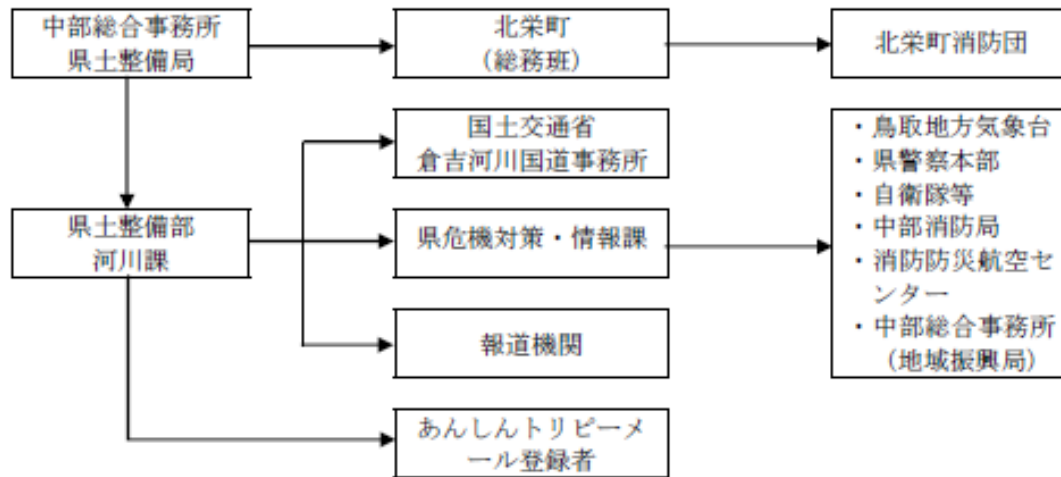 中部総合事務所
県土整備局
北栄町
（総務班）
北栄町消防団
国土交通省
倉吉河川国道事務所
・鳥取地方気象台
・県警察本部
・自衛隊等
・中部消防局
・消防防災航空セ
ンター
・中部総合事務所
（地域振興局）
県土整備部
河川課
県危機対策・情報課
報道機関
あんしんトリピーメ
ール登録者